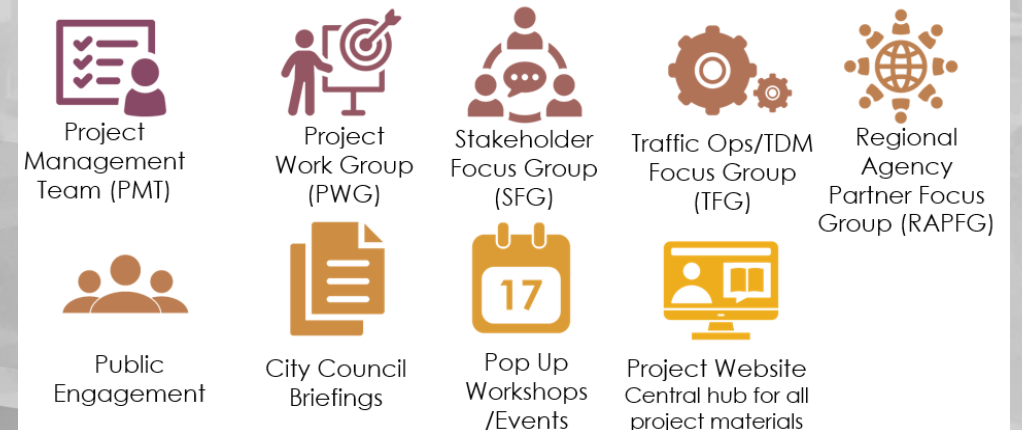 Project
Management
Team (PMT)
Project
Work Group
(PWG)
Stakeholder
Focus Group
(SFG)
Traffic Ops/TDM
Focus Group
(TFG)
Regional
Agency
Partner Focus
Group (RAPFG)
Public
Engagement
City Council
Briefings
17
Pop Up
Workshops
/Events
Project Website
Central hub for all
project materials